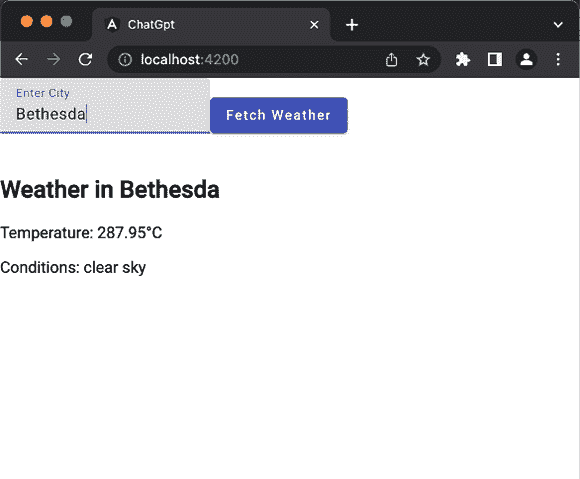 ChatGpt
localhost:4200
Enter City
Bethesda
Fetch Weather
Weather in Bethesda
Temperature: 287.95°C
Conditions: clear sky